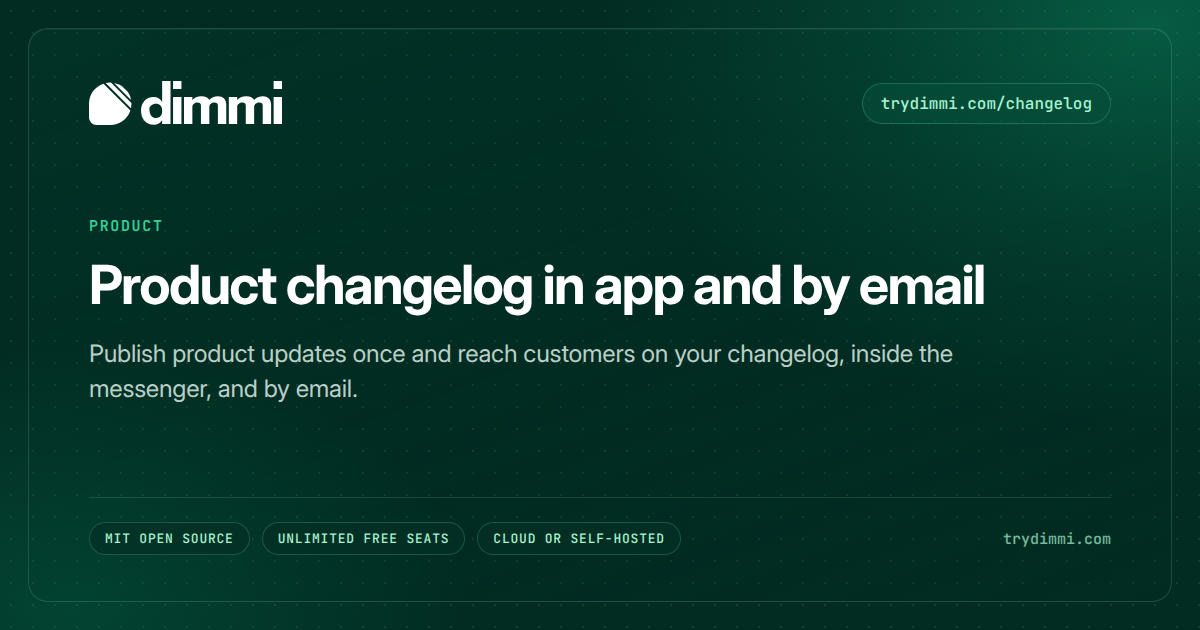 dimmi
trydimmi.com/changelog
PRODUCT
Product changelog in app and by email
Publish product updates once and reach customers on your changelog, inside the
messenger, and by email.
MIT OPEN SOURCE
UNLIMITED FREE SEATS
CLOUD OR SELF-HOSTED
trydimmi.com